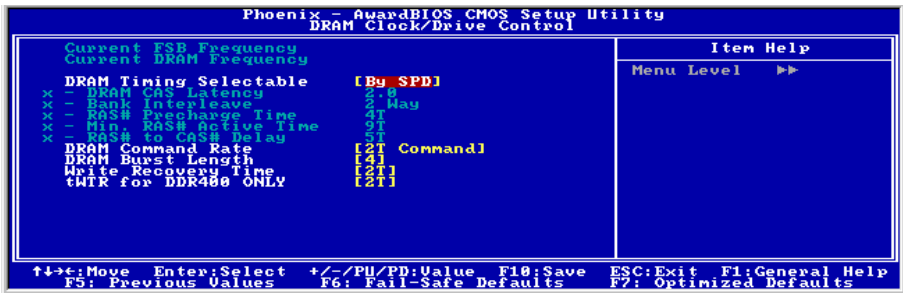 Phoenix - AwardBIOS CMOS Setup Utility
DRAM Clock/Drive Control
Current FSB Frequency
Current DRAM Frequency
Item Help
DRAM Timing Selectable [By SPD]
Menu Level ▶▶
x - DRAM CAS Latency 2.0
x - Bank Interleave 2 Way
x - RAS# Precharge Time 4T
x - Min. RAS# Active Time 9T
x - RAS# to CAS# Delay 5T
DRAM Command Rate [2T Command]
DRAM Burst Length [4]
Write Recovery Time [2T]
tWTR for DDR400 ONLY [2T]
↑↓→←:Move Enter:Select +/-/PU/PD:Value F10:Save ESC:Exit F1:General Help
F5: Previous Values F6: Fail-Safe Defaults F7: Optimized Defaults